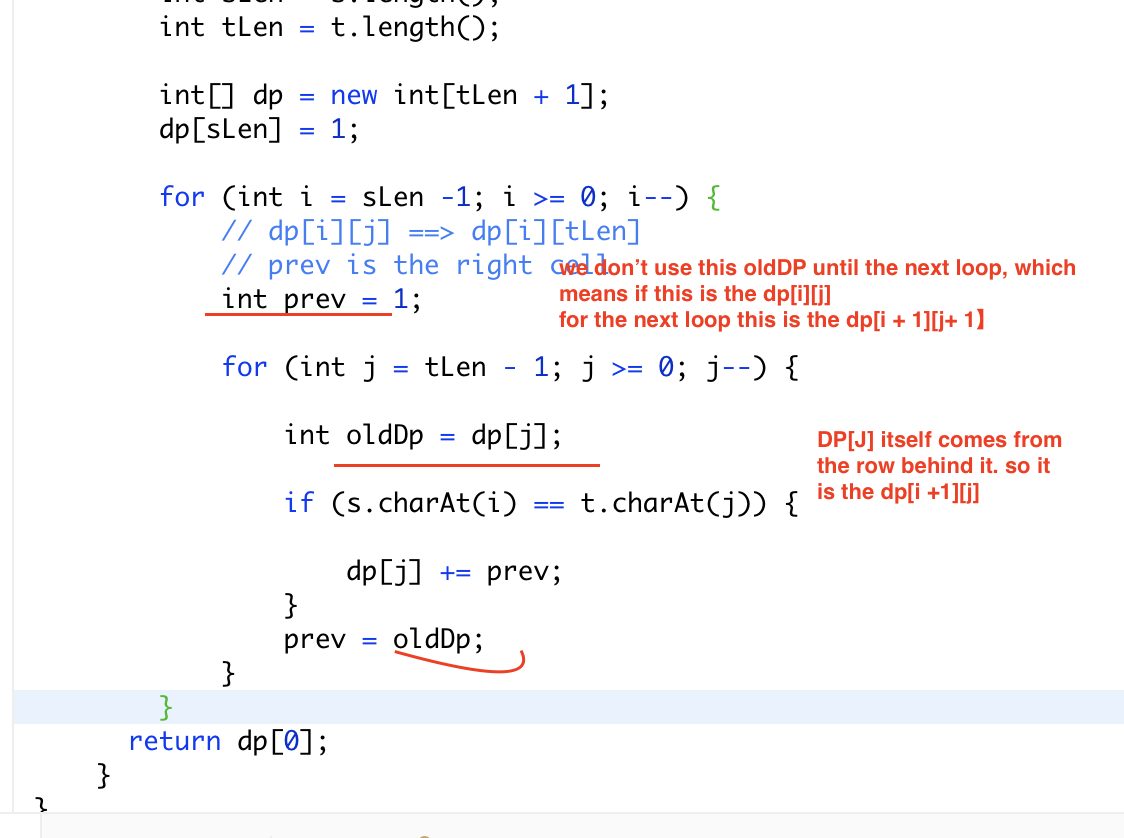 int sLen = s.length();
int tLen = t.length();
int[] dp = new int[tLen + 1];
dp[sLen] = 1;
for (int i = sLen -1; i >= 0; i--) {
// dp[i][j] ==> dp[i][tLen]
// prev is the right cell
we don’t use this oldDP until the next loop, which
means if this is the dp[i][j]
int prev = 1;
for the next loop this is the dp[i + 1][j+ 1】
for (int j = tLen - 1; j >= 0; j--) {
int oldDp = dp[j];
DP[J] itself comes from
the row behind it. so it
is the dp[i +1][j]
if (s.charAt(i) == t.charAt(j)) {
dp[j] += prev;
}
prev = oldDp;
}
}
return dp[0];
}
}